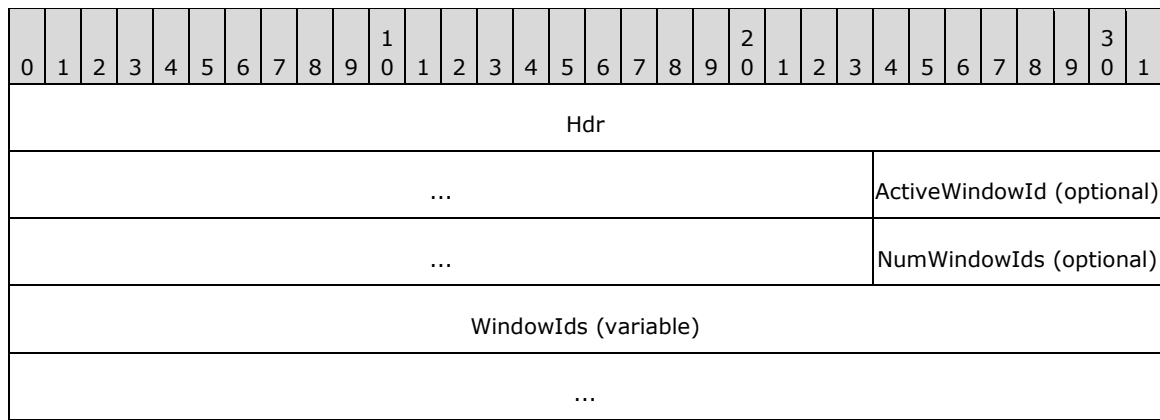 1 2 3
0 1 2 3 4 5 6 7 8 9 0 1 2 3 4 5 6 7 8 9 0 1 2 3 4 5 6 7 8 9 0 1
Hdr
... ActiveWindowId (optional)
... NumWindowIds (optional)
WindowIds (variable)
...